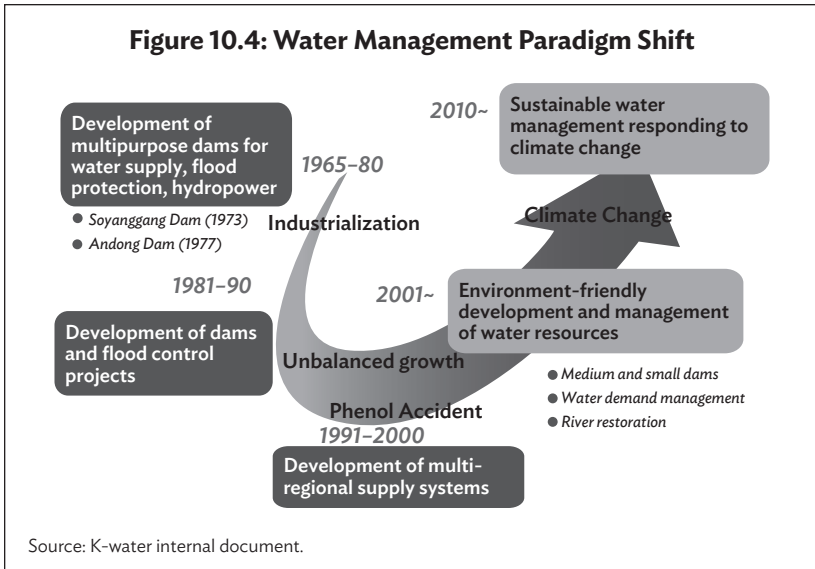 Figure 10.4: Water Management Paradigm Shift
Development of
multipurpose dams for
water supply, flood
protection, hydropower
● Soyanggang Dam (1973)
● Andong Dam (1977)
1965–80
Industrialization
1981–90
Development of dams
and flood control
projects
Unbalanced growth
Phenol Accident
1991–2000
Development of multi-
regional supply systems
2001~
Environment-friendly
development and management
of water resources
● Medium and small dams
● Water demand management
● River restoration
Climate Change
2010~
Sustainable water
management responding to
climate change
Source: K-water internal document.